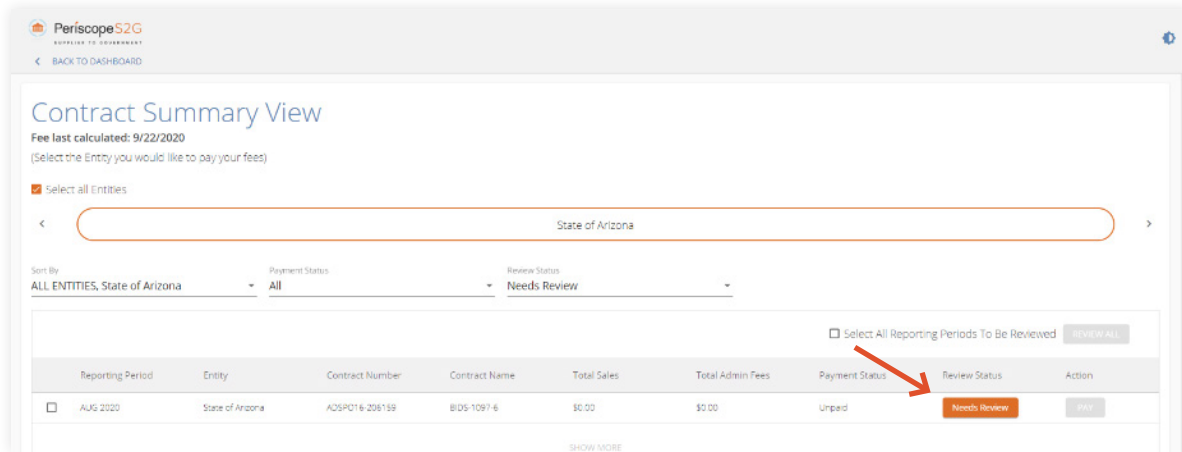 PeriscopeS2G
SUPPLIER TO GOVERNMENT
BACK TO DASHBOARD
Contract Summary View
Fee last calculated: 9/22/2020
(Select the Entity you would like to pay your fees)
Select all Entities
State of Arizona
Sort By Payment Status Review Status
ALL ENTITIES, State of Arizona All Needs Review
Select All Reporting Periods To Be Reviewed REVIEW ALL
Reporting Period Entity Contract Number Contract Name Total Sales Total Admin Fees Payment Status Review Status Action
AUG 2020 State of Arizona ADSPO16-206159 BIDS-1097-6 $0.00 $0.00 Unpaid Needs Review PAY
SHOW MORE